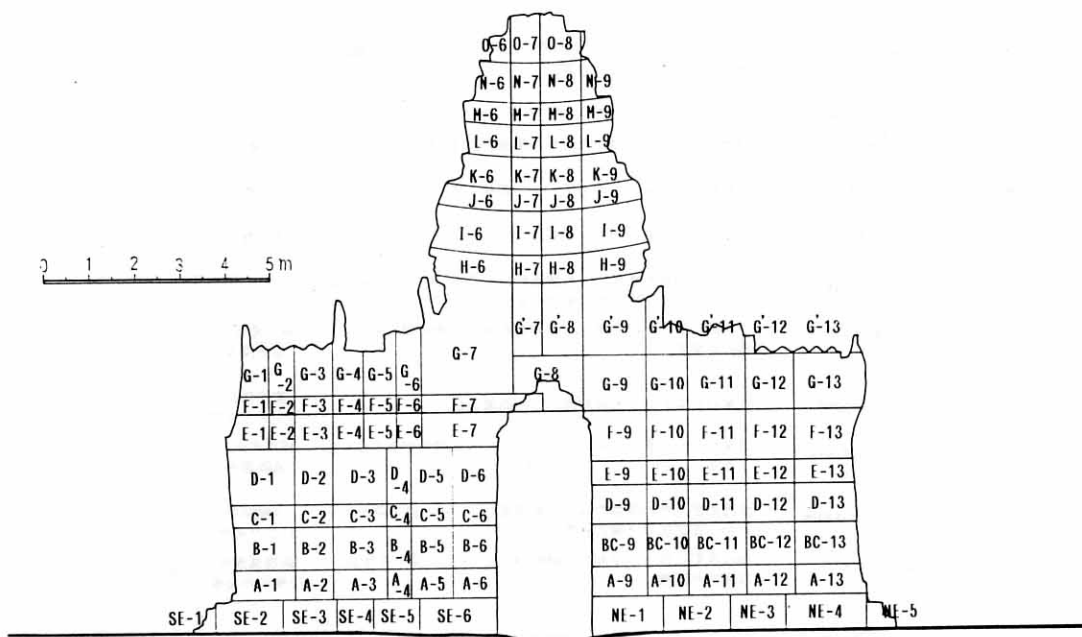 O-6 O-7 O-8
N-6 N-7 N-8 N-9
M-6 M-7 M-8 M-9
L-6 L-7 L-8 L-9
K-6 K-7 K-8 K-9
J-6 J-7 J-8 J-9
I-6 I-7 I-8 I-9
H-6 H-7 H-8 H-9
0 1 2 3 4 5 m
G'-7 G'-8 G'-9 G'-10 G'-11 G'-12 G'-13
G-1 G-2 G-3 G-4 G-5 G-6 G-7 G-8 G-9 G-10 G-11 G-12 G-13
F-1 F-2 F-3 F-4 F-5 F-6 F-7
E-1 E-2 E-3 E-4 E-5 E-6 E-7 F-9 F-10 F-11 F-12 F-13
D-1 D-2 D-3 D-4 D-5 D-6 E-9 E-10 E-11 E-12 E-13
D-9 D-10 D-11 D-12 D-13
C-1 C-2 C-3 C-4 C-5 C-6
B-1 B-2 B-3 B-4 B-5 B-6 BC-9 BC-10 BC-11 BC-12 BC-13
A-1 A-2 A-3 A-4 A-5 A-6 A-9 A-10 A-11 A-12 A-13
SE-1 SE-2 SE-3 SE-4 SE-5 SE-6 NE-1 NE-2 NE-3 NE-4 NE-5